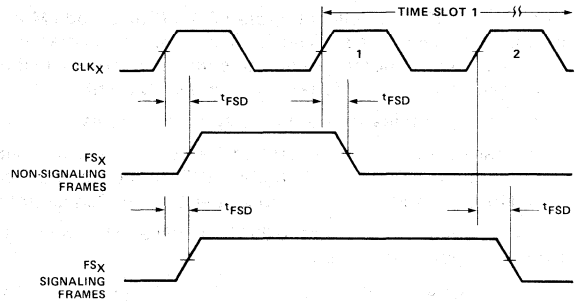 TIME SLOT 1
CLKX
1
2
tFSD
tFSD
FSX
NON-SIGNALING
FRAMES
tFSD
tFSD
FSX
SIGNALING
FRAMES